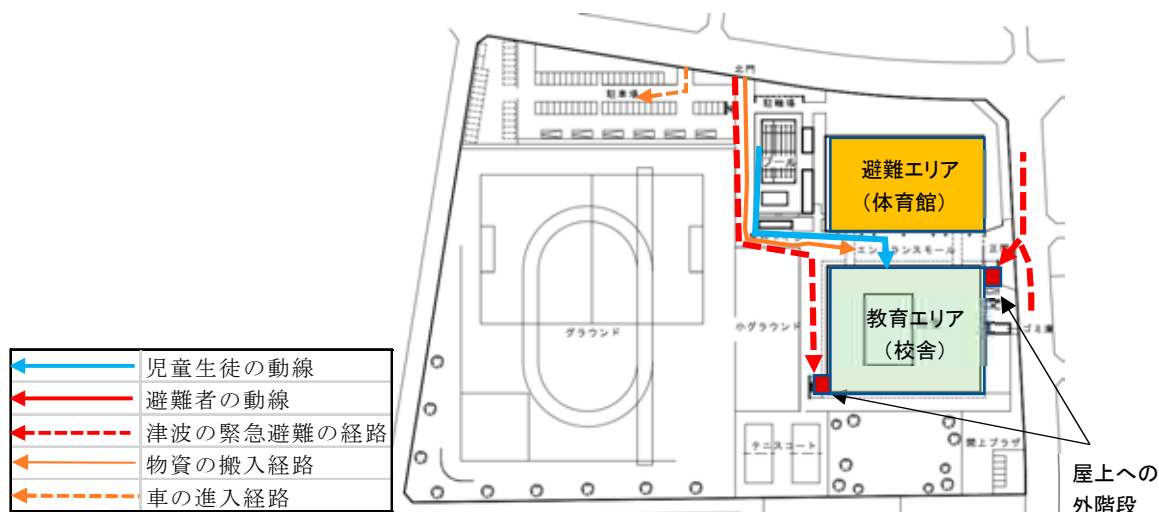 北門
駐車場
駐輪場
プール
避難エリア
（体育館）
エントランスモール
正門
教育エリア
（校舎）
グラウンド
小グラウンド
ゴミ庫
テニスコート
閖上プラザ
屋上への
外階段
児童生徒の動線
避難者の動線
津波の緊急避難の経路
物資の搬入経路
車の進入経路